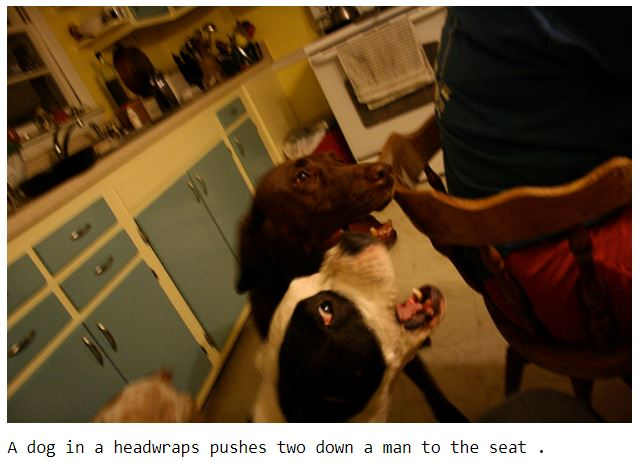 A dog in a headwraps pushes two down a man to the seat .